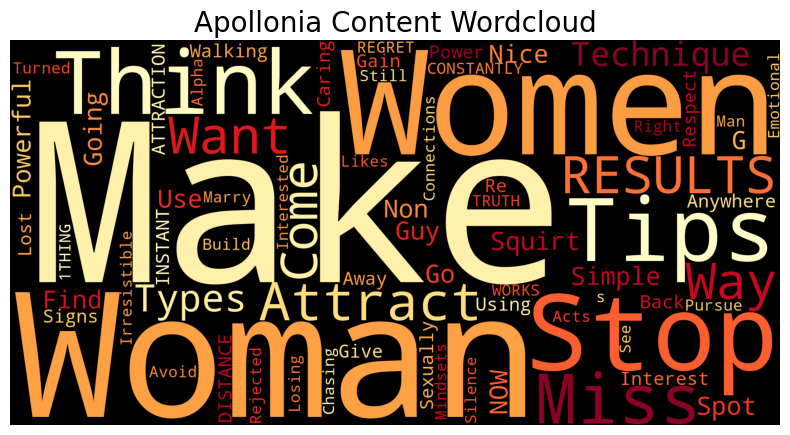 Apollonia Content Wordcloud
Turned
Think
Walking
REGRET
Power
Nice
Technique
Alpha
Gain
Still
CONSTANTLY
Caring
Women
Emotional
Powerful
Going
ATTRACTION
Want
Make
Likes
Connections
Right
Respect
Man
G
RESULTS
Lost
1THING
Use
Marry
Interested
Come
Non
Re
TRUTH
Tips
Anywhere
INSTANT
Build
Guy
Squirt
Irresistible
Away
Go
Simple
Way
Find
Signs
Types
Attract
Using
WORKS
s
Back
Pursue
Woman
Avoid
DISTANCE
Rejected
Losing
Chasing
Give
Sexually
Mindsets
Silence
NOW
Stop
Acts
See
Miss
Interest
Spot